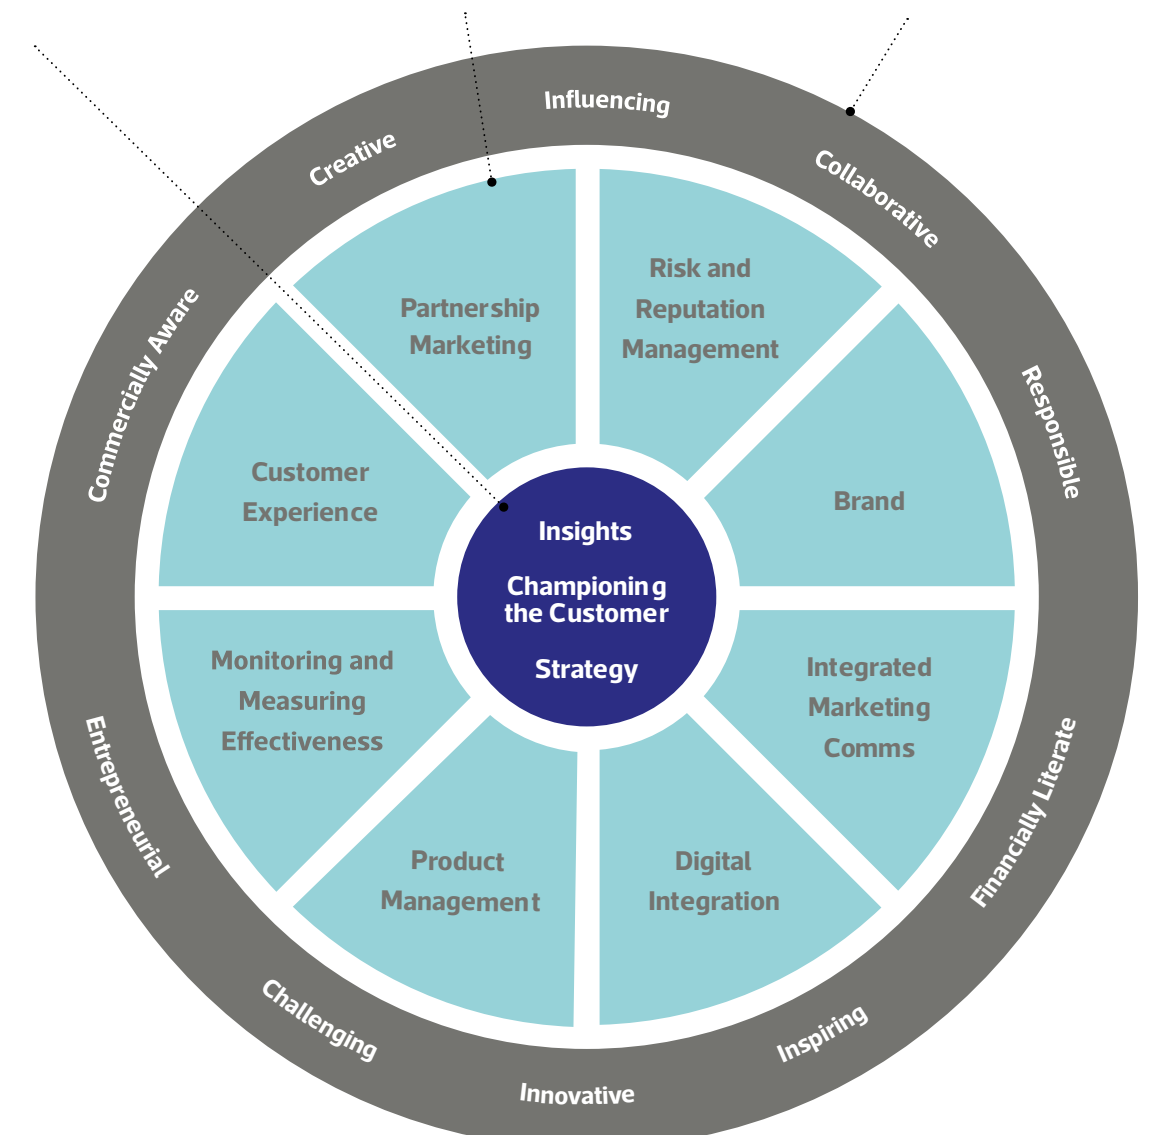 Influencing
Collaborative
Responsible
Financially Literate
Inspiring
Innovative
Challenging
Entrepreneurial
Commercially Aware
Creative
Risk and
Reputation
Management
Brand
Integrated
Marketing
Comms
Digital
Integration
Product
Management
Monitoring and
Measuring
Effectiveness
Customer
Experience
Partnership
Marketing
Insights
Championing
the Customer
Strategy